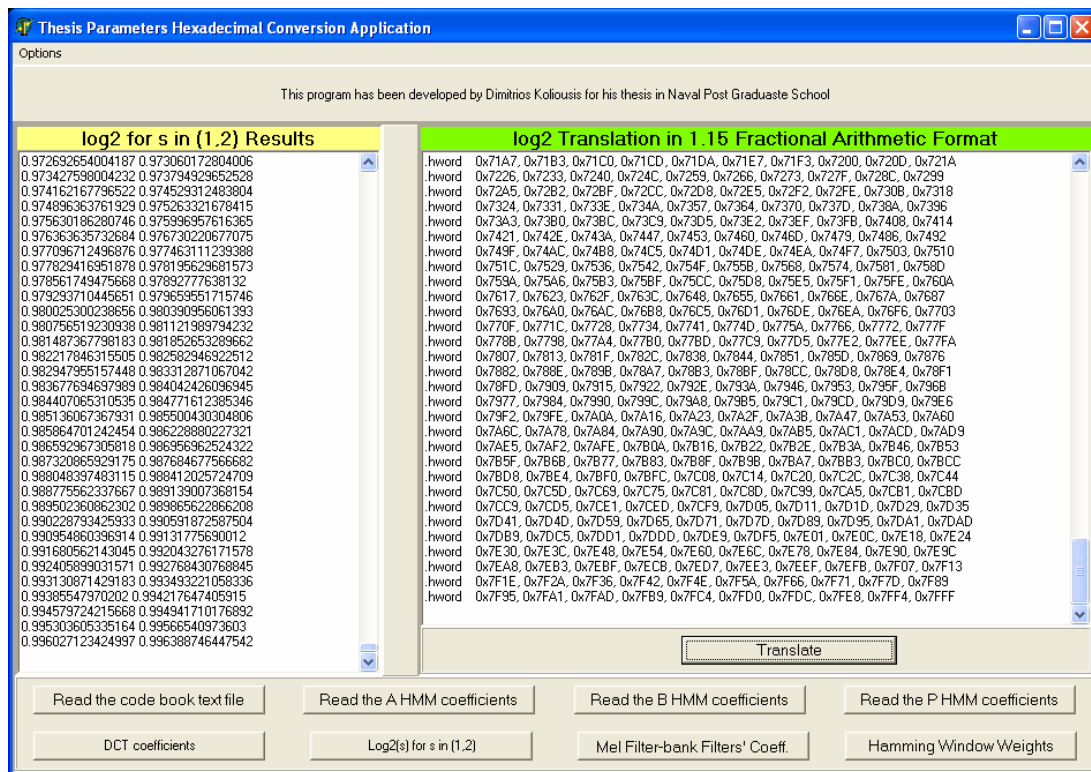 Thesis Parameters Hexadecimal Conversion Application
Options
This program has been developed by Dimitrios Koliousis for his thesis in Naval Post Graduaste School
log2 for s in (1,2) Results
0.972692654004187 0.973060172804006
0.973427598004232 0.973794929652528
0.974162167796522 0.974529312483804
0.974896363761929 0.975263321678415
0.975630186280746 0.975996957616365
0.976363635732684 0.976730220677075
0.977096712496876 0.977463111239388
0.977829416951878 0.978195629681573
0.978561749475668 0.97892777638132
0.979293710445651 0.979659551715746
0.980025300238656 0.980390956061393
0.980756519230938 0.981121989794232
0.981487367798183 0.981852653289662
0.982217846315505 0.982582946922512
0.982947955157448 0.983312871067042
0.983677694697989 0.984042426096945
0.984407065310535 0.984771612385346
0.985136067367931 0.985500430304806
0.985864701242454 0.986228880227321
0.986592967305818 0.986956962524322
0.987320865929175 0.987684677566682
0.988048397483115 0.988412025724709
0.988775562337667 0.989139007368154
0.989502360862302 0.989865622866208
0.990228793425933 0.990591872587504
0.990954860396914 0.99131775690012
0.991680562143045 0.992043276171578
0.992405899031571 0.992768430768845
0.993130871429183 0.993493221058336
0.99385547970202 0.994217647405915
0.994579724215668 0.994941710176892
0.995303605335164 0.99566540973603
0.996027123424997 0.996388746447542
log2 Translation in 1.15 Fractional Arithmetic Format
.hword 0x71A7, 0x71B3, 0x71C0, 0x71CD, 0x71DA, 0x71E7, 0x71F3, 0x7200, 0x720D, 0x721A
.hword 0x7226, 0x7233, 0x7240, 0x724C, 0x7259, 0x7266, 0x7273, 0x727F, 0x728C, 0x7299
.hword 0x72A5, 0x72B2, 0x72BF, 0x72CC, 0x72D8, 0x72E5, 0x72F2, 0x72FE, 0x730B, 0x7318
.hword 0x7324, 0x7331, 0x733E, 0x734A, 0x7357, 0x7364, 0x7370, 0x737D, 0x738A, 0x7396
.hword 0x73A3, 0x73B0, 0x73BC, 0x73C9, 0x73D5, 0x73E2, 0x73EF, 0x73FB, 0x7408, 0x7414
.hword 0x7421, 0x742E, 0x743A, 0x7447, 0x7453, 0x7460, 0x746D, 0x7479, 0x7486, 0x7492
.hword 0x749F, 0x74AC, 0x74B8, 0x74C5, 0x74D1, 0x74DE, 0x74EA, 0x74F7, 0x7503, 0x7510
.hword 0x751C, 0x7529, 0x7536, 0x7542, 0x754F, 0x755B, 0x7568, 0x7574, 0x7581, 0x758D
.hword 0x759A, 0x75A6, 0x75B3, 0x75BF, 0x75CC, 0x75D8, 0x75E5, 0x75F1, 0x75FE, 0x760A
.hword 0x7617, 0x7623, 0x762F, 0x763C, 0x7648, 0x7655, 0x7661, 0x766E, 0x767A, 0x7687
.hword 0x7693, 0x76A0, 0x76AC, 0x76B8, 0x76C5, 0x76D1, 0x76DE, 0x76EA, 0x76F6, 0x7703
.hword 0x770F, 0x771C, 0x7728, 0x7734, 0x7741, 0x774D, 0x775A, 0x7766, 0x7772, 0x777F
.hword 0x778B, 0x7798, 0x77A4, 0x77B0, 0x77BD, 0x77C9, 0x77D5, 0x77E2, 0x77EE, 0x77FA
.hword 0x7807, 0x7813, 0x781F, 0x782C, 0x7838, 0x7844, 0x7851, 0x785D, 0x7869, 0x7876
.hword 0x7882, 0x788E, 0x789B, 0x78A7, 0x78B3, 0x78BF, 0x78CC, 0x78D8, 0x78E4, 0x78F1
.hword 0x78FD, 0x7909, 0x7915, 0x7922, 0x792E, 0x793A, 0x7946, 0x7953, 0x795F, 0x796B
.hword 0x7977, 0x7984, 0x7990, 0x799C, 0x79A8, 0x79B5, 0x79C1, 0x79CD, 0x79D9, 0x79E6
.hword 0x79F2, 0x79FE, 0x7A0A, 0x7A16, 0x7A23, 0x7A2F, 0x7A3B, 0x7A47, 0x7A53, 0x7A60
.hword 0x7A6C, 0x7A78, 0x7A84, 0x7A90, 0x7A9C, 0x7AA9, 0x7AB5, 0x7AC1, 0x7ACD, 0x7AD9
.hword 0x7AE5, 0x7AF2, 0x7AFE, 0x7B0A, 0x7B16, 0x7B22, 0x7B2E, 0x7B3A, 0x7B46, 0x7B53
.hword 0x7B5F, 0x7B6B, 0x7B77, 0x7B83, 0x7B8F, 0x7B9B, 0x7BA7, 0x7BB3, 0x7BC0, 0x7BCC
.hword 0x7BD8, 0x7BE4, 0x7BF0, 0x7BFC, 0x7C08, 0x7C14, 0x7C20, 0x7C2C, 0x7C38, 0x7C44
.hword 0x7C50, 0x7C5D, 0x7C69, 0x7C75, 0x7C81, 0x7C8D, 0x7C99, 0x7CA5, 0x7CB1, 0x7CBD
.hword 0x7CC9, 0x7CD5, 0x7CE1, 0x7CED, 0x7CF9, 0x7D05, 0x7D11, 0x7D1D, 0x7D29, 0x7D35
.hword 0x7D41, 0x7D4D, 0x7D59, 0x7D65, 0x7D71, 0x7D7D, 0x7D89, 0x7D95, 0x7DA1, 0x7DAD
.hword 0x7DB9, 0x7DC5, 0x7DD1, 0x7DDD, 0x7DE9, 0x7DF5, 0x7E01, 0x7E0C, 0x7E18, 0x7E24
.hword 0x7E30, 0x7E3C, 0x7E48, 0x7E54, 0x7E60, 0x7E6C, 0x7E78, 0x7E84, 0x7E90, 0x7E9C
.hword 0x7EA8, 0x7EB3, 0x7EBF, 0x7ECB, 0x7ED7, 0x7EE3, 0x7EEF, 0x7EFB, 0x7F07, 0x7F13
.hword 0x7F1E, 0x7F2A, 0x7F36, 0x7F42, 0x7F4E, 0x7F5A, 0x7F66, 0x7F71, 0x7F7D, 0x7F89
.hword 0x7F95, 0x7FA1, 0x7FAD, 0x7FB9, 0x7FC4, 0x7FD0, 0x7FDC, 0x7FE8, 0x7FF4, 0x7FFF
Translate
Read the code book text file
Read the A HMM coefficients
Read the B HMM coefficients
Read the P HMM coefficients
DCT coefficients
Log2(s) for s in (1,2)
Mel Filter-bank Filters' Coeff.
Hamming Window Weights